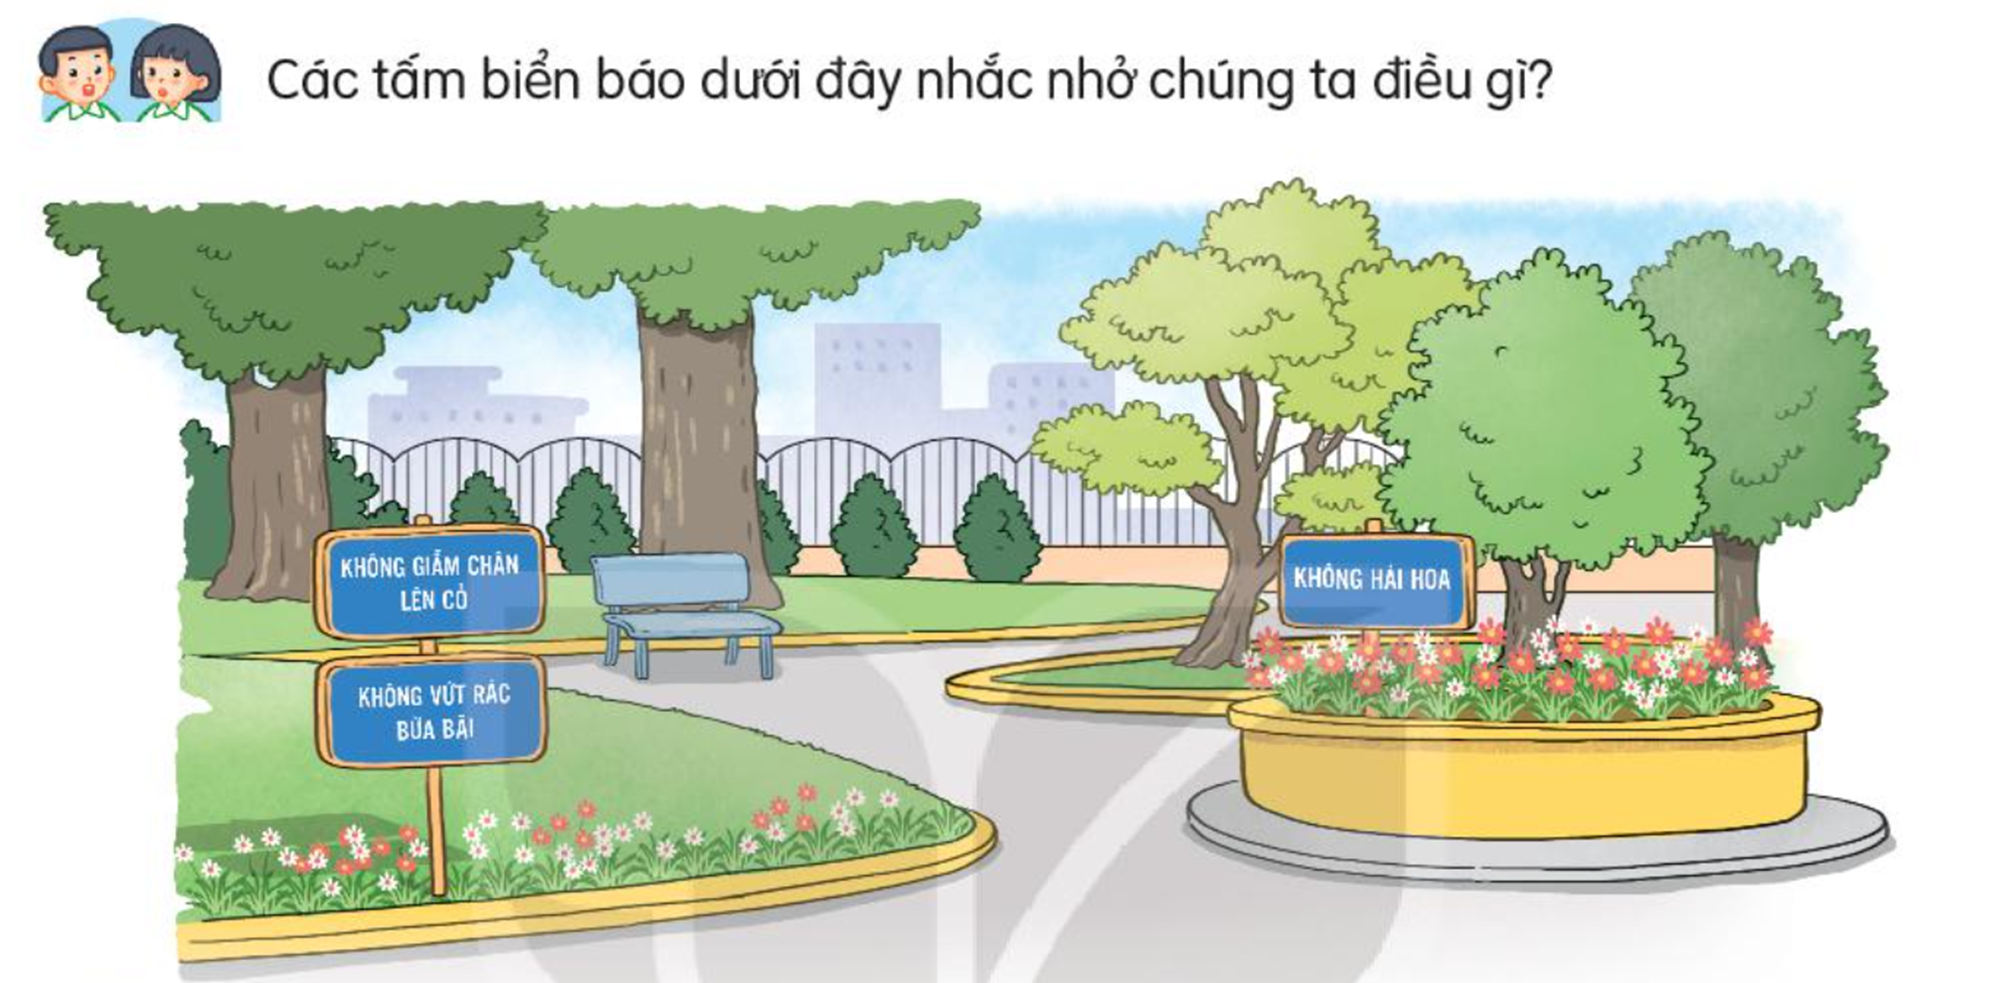 Các tấm biển báo dưới đây nhắc nhở chúng ta điều gì?
KHÔNG GIẪM CHÂN
LÊN CỎ
KHÔNG VỨT RÁC
BỪA BÃI
KHÔNG HÁI HOA